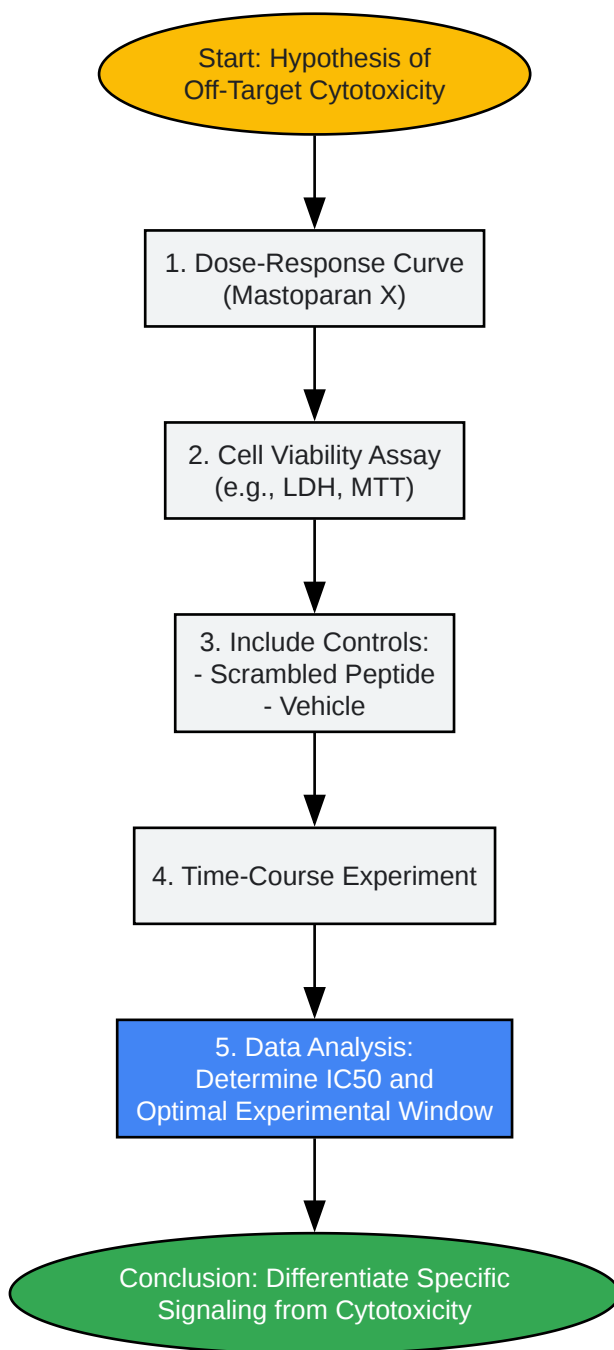 Start: Hypothesis of
Off-Target Cytotoxicity
1. Dose-Response Curve
(Mastoparan X)
2. Cell Viability Assay
(e.g., LDH, MTT)
3. Include Controls:
- Scrambled Peptide
- Vehicle
4. Time-Course Experiment
5. Data Analysis:
Determine IC50 and
Optimal Experimental Window
Conclusion: Differentiate Specific
Signaling from Cytotoxicity